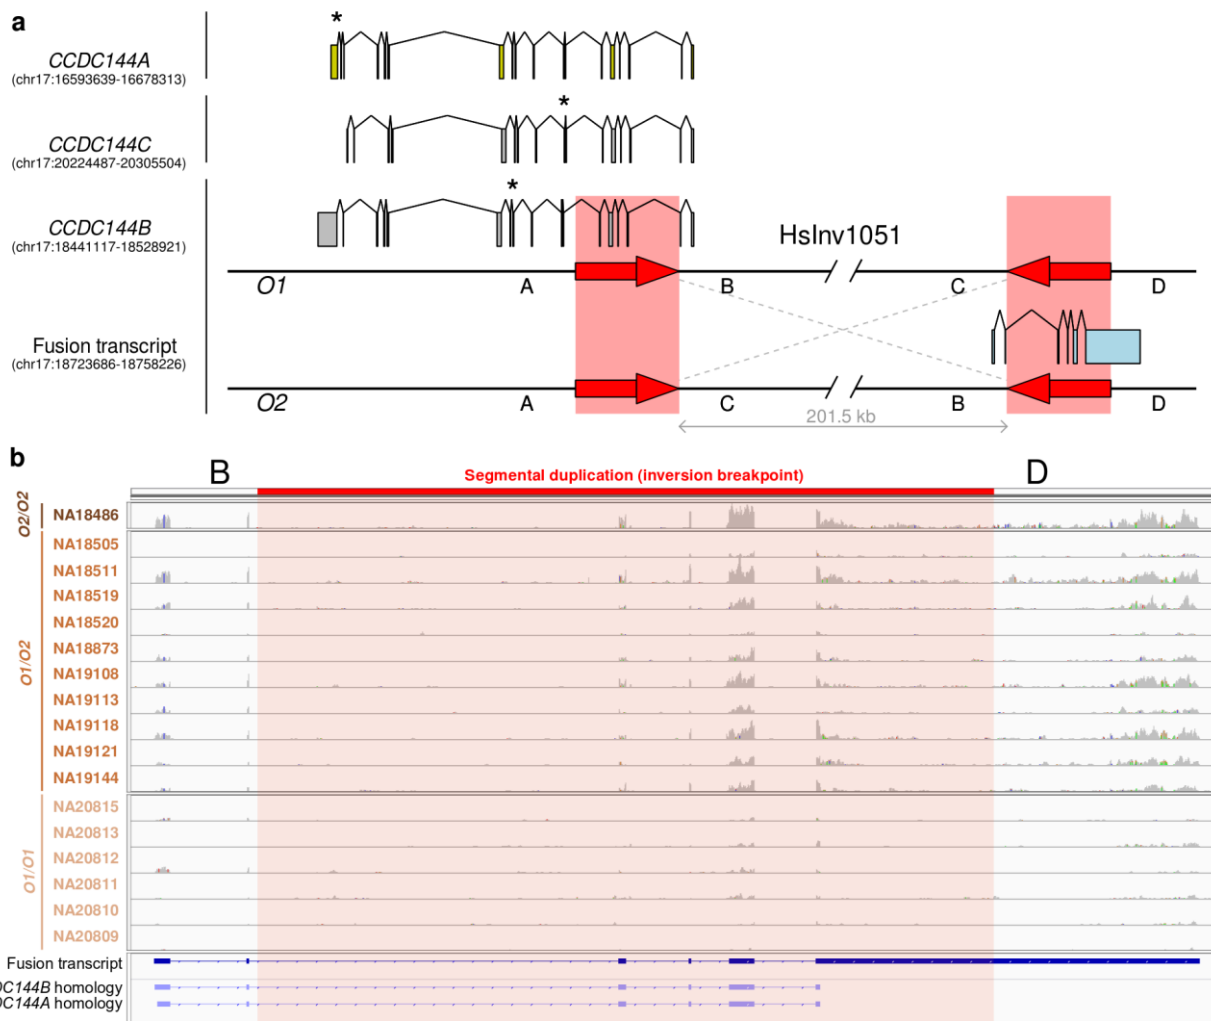 a
*
CCDC144A
(chr17:16593639-16678313)
*
CCDC144C
(chr17:20224487-20305504)
*
CCDC144B
(chr17:18441117-18528921)
HsInv1051
O1 A B C D
Fusion transcript
(chr17:18723686-18758226)
O2 A C B D
201.5 kb
b
B Segmental duplication (inversion breakpoint) D
O2/O2
NA18486
O1/O2
NA18505
NA18511
NA18519
NA18520
NA18873
NA19108
NA19113
NA19118
NA19121
NA19144
O1/O1
NA20815
NA20813
NA20812
NA20811
NA20810
NA20809
Fusion transcript
DC144B homology
DC144A homology